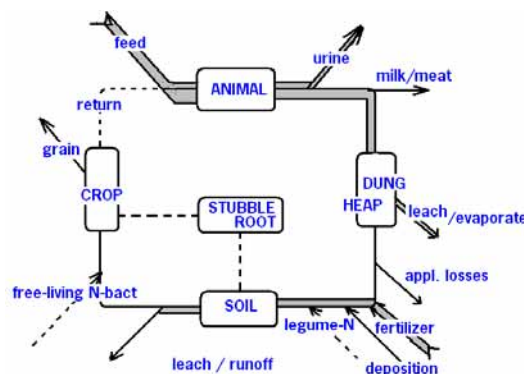 feed
urine
ANIMAL
milk/meat
return
grain
CROP
STUBBLE
ROOT
DUNG
HEAP
leach/evaporate
appl. losses
free-living N-bact
SOIL
legume-N
fertilizer
deposition
leach / runoff